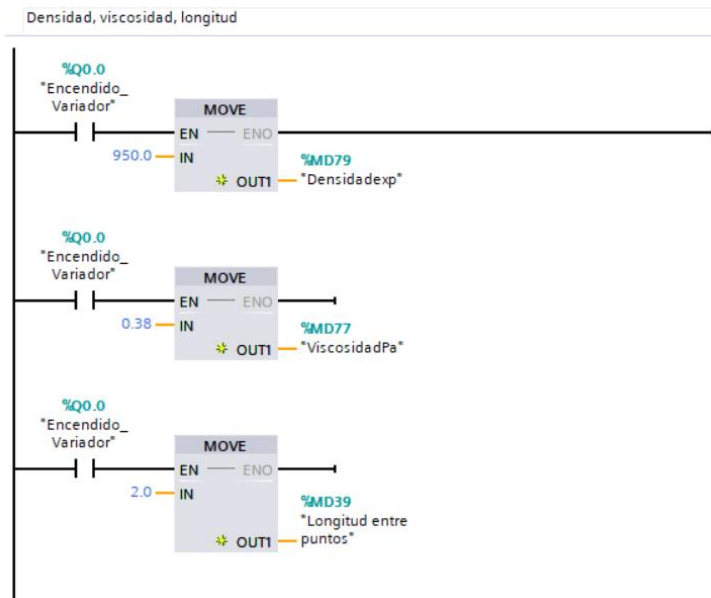 Densidad, viscosidad, longitud
%Q0.0
"Encendido_
Variador"
MOVE
EN
ENO
950.0
IN
%MD79
OUT1
"Densidadexp"
%Q0.0
"Encendido_
Variador"
MOVE
EN
ENO
0.38
IN
%MD77
OUT1
"ViscosidadPa"
%Q0.0
"Encendido_
Variador"
MOVE
EN
ENO
2.0
IN
%MD39
"Longitud entre
OUT1
puntos"